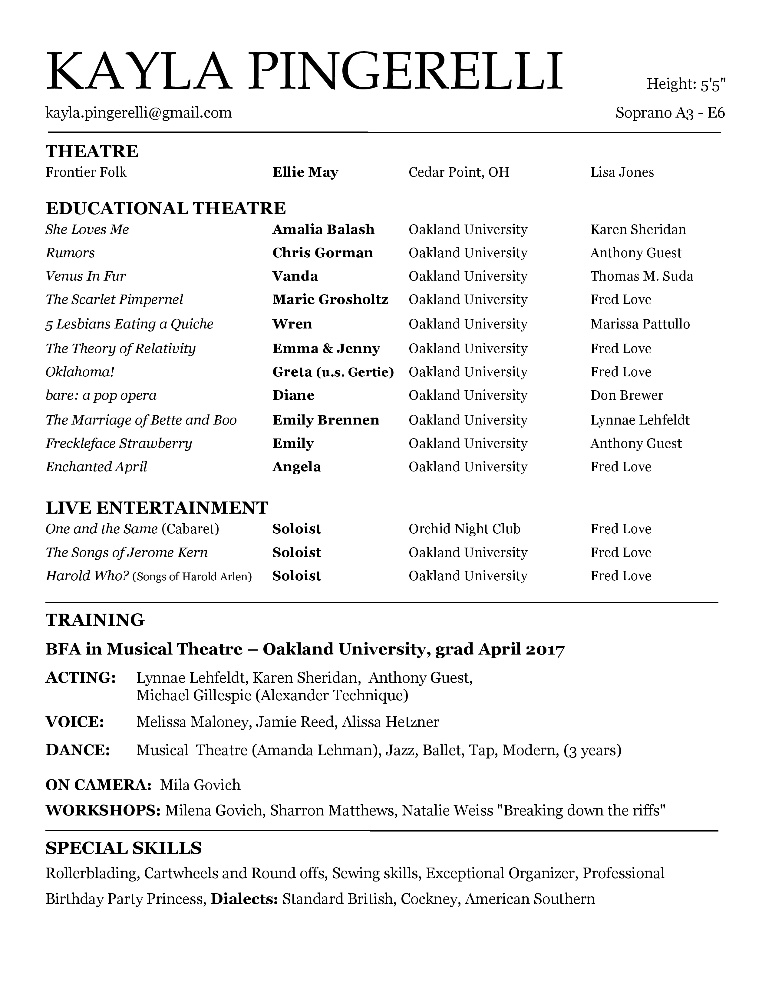 KAYLA PINGERELLI Height: 5'5"
kayla.pingerelli@gmail.com Soprano A3 - E6
THEATRE
Frontier Folk Ellie May Cedar Point, OH Lisa Jones
EDUCATIONAL THEATRE
She Loves Me Amalia Balash Oakland University Karen Sheridan
Rumors Chris Gorman Oakland University Anthony Guest
Venus In Fur Vanda Oakland University Thomas M. Suda
The Scarlet Pimpernel Marie Grosholtz Oakland University Fred Love
5 Lesbians Eating a Quiche Wren Oakland University Marissa Pattullo
The Theory of Relativity Emma & Jenny Oakland University Fred Love
Oklahoma! Greta (u.s. Gertie) Oakland University Fred Love
bare: a pop opera Diane Oakland University Don Brewer
The Marriage of Bette and Boo Emily Brennen Oakland University Lynnae Lehfeldt
Freckleface Strawberry Emily Oakland University Anthony Guest
Enchanted April Angela Oakland University Fred Love
LIVE ENTERTAINMENT
One and the Same (Cabaret) Soloist Orchid Night Club Fred Love
The Songs of Jerome Kern Soloist Oakland University Fred Love
Harold Who? (Songs of Harold Arlen) Soloist Oakland University Fred Love
TRAINING
BFA in Musical Theatre – Oakland University, grad April 2017
ACTING: Lynnae Lehfeldt, Karen Sheridan, Anthony Guest,
Michael Gillespie (Alexander Technique)
VOICE: Melissa Maloney, Jamie Reed, Alissa Hetzner
DANCE: Musical Theatre (Amanda Lehman), Jazz, Ballet, Tap, Modern, (3 years)
ON CAMERA: Mila Govich
WORKSHOPS: Milena Govich, Sharron Matthews, Natalie Weiss "Breaking down the riffs"
SPECIAL SKILLS
Rollerblading, Cartwheels and Round offs, Sewing skills, Exceptional Organizer, Professional
Birthday Party Princess, Dialects: Standard British, Cockney, American Southern